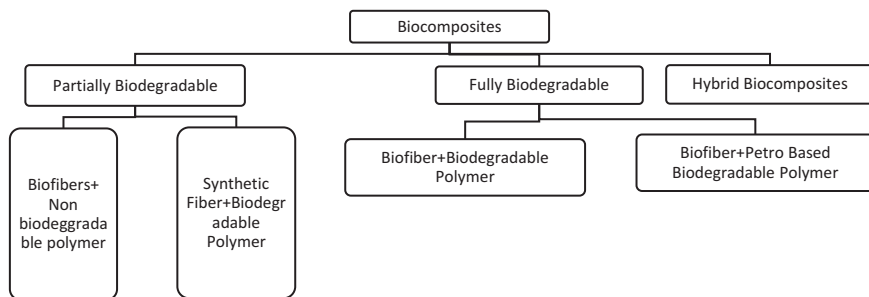 Biocomposites
Partially Biodegradable
Fully Biodegradable
Hybrid Biocomposites
Biofibers+
Non
biodeggrada
ble polymer
Synthetic
Fiber+Biodegr
adable
Polymer
Biofiber+Biodegradable
Polymer
Biofiber+Petro Based
Biodegradable Polymer